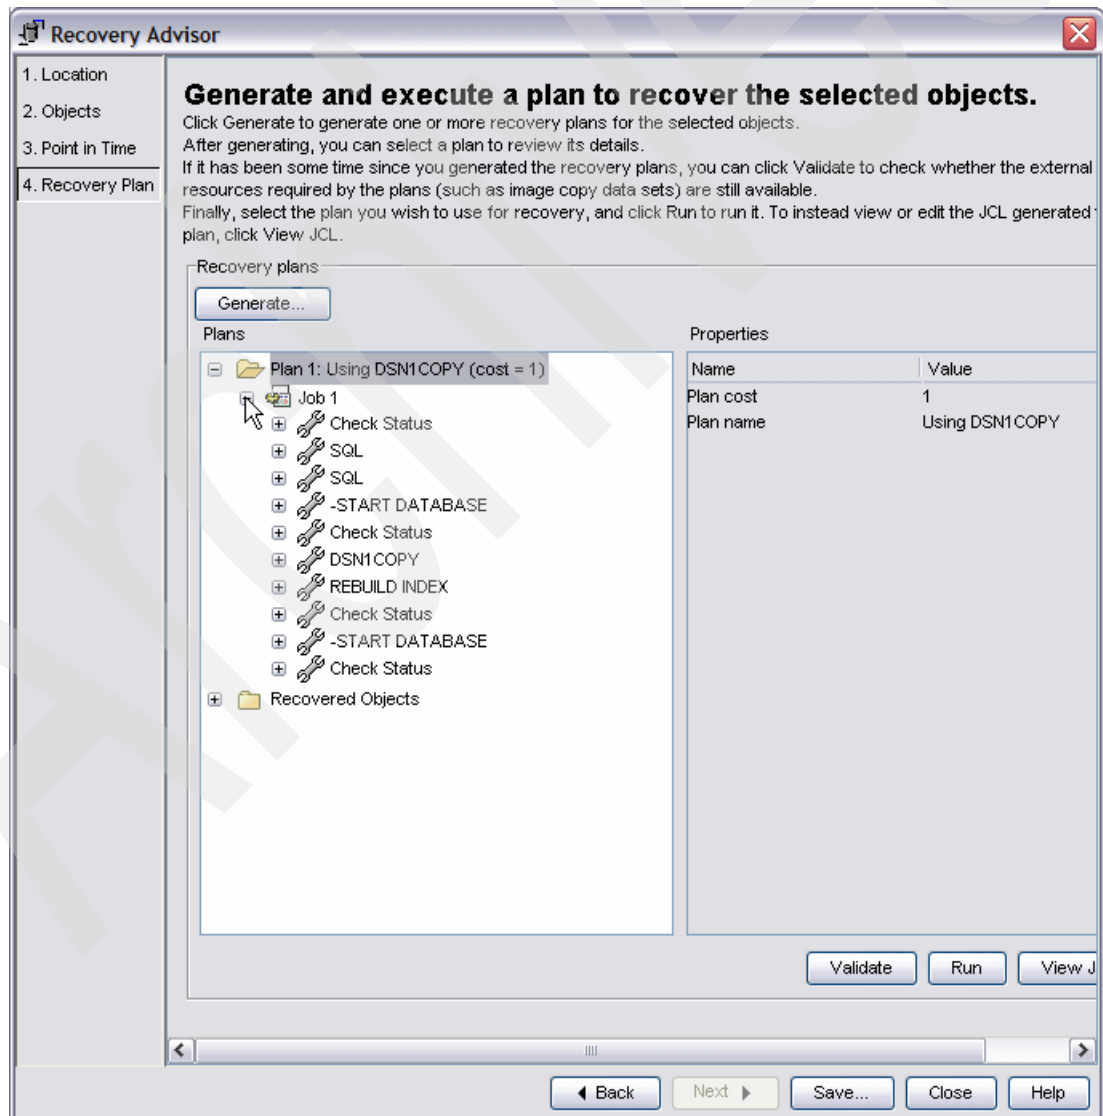 Recovery Advisor
1. Location
2. Objects
3. Point in Time
4. Recovery Plan
Generate and execute a plan to recover the selected objects.
Click Generate to generate one or more recovery plans for the selected objects.
After generating, you can select a plan to review its details.
If it has been some time since you generated the recovery plans, you can click Validate to check whether the external
resources required by the plans (such as image copy data sets) are still available.
Finally, select the plan you wish to use for recovery, and click Run to run it. To instead view or edit the JCL generated
plan, click View JCL.
Recovery plans
Generate...
Plans
Plan 1: Using DSN1COPY (cost = 1)
Job 1
Check Status
SQL
SQL
-START DATABASE
Check Status
DSN1COPY
REBUILD INDEX
Check Status
-START DATABASE
Check Status
Recovered Objects
Properties
Name Value
Plan cost 1
Plan name Using DSN1COPY
Validate Run View J
Back Next Save... Close Help